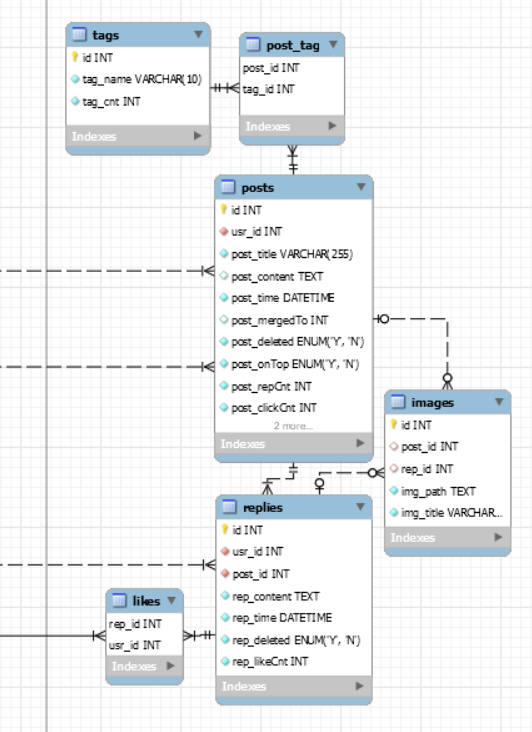 tags
id INT
tag_name VARCHAR(10)
tag_cnt INT
Indexes
post_tag
post_id INT
tag_id INT
Indexes
posts
id INT
usr_id INT
post_title VARCHAR(255)
post_content TEXT
post_time DATETIME
post_mergedTo INT
post_deleted ENUM('Y', 'N')
post_onTop ENUM('Y', 'N')
post_repCnt INT
post_clickCnt INT
2 more...
Indexes
images
id INT
post_id INT
rep_id INT
img_path TEXT
img_title VARCHAR...
Indexes
replies
id INT
usr_id INT
post_id INT
rep_content TEXT
rep_time DATETIME
rep_deleted ENUM('Y', 'N')
rep_likeCnt INT
Indexes
likes
rep_id INT
usr_id INT
Indexes